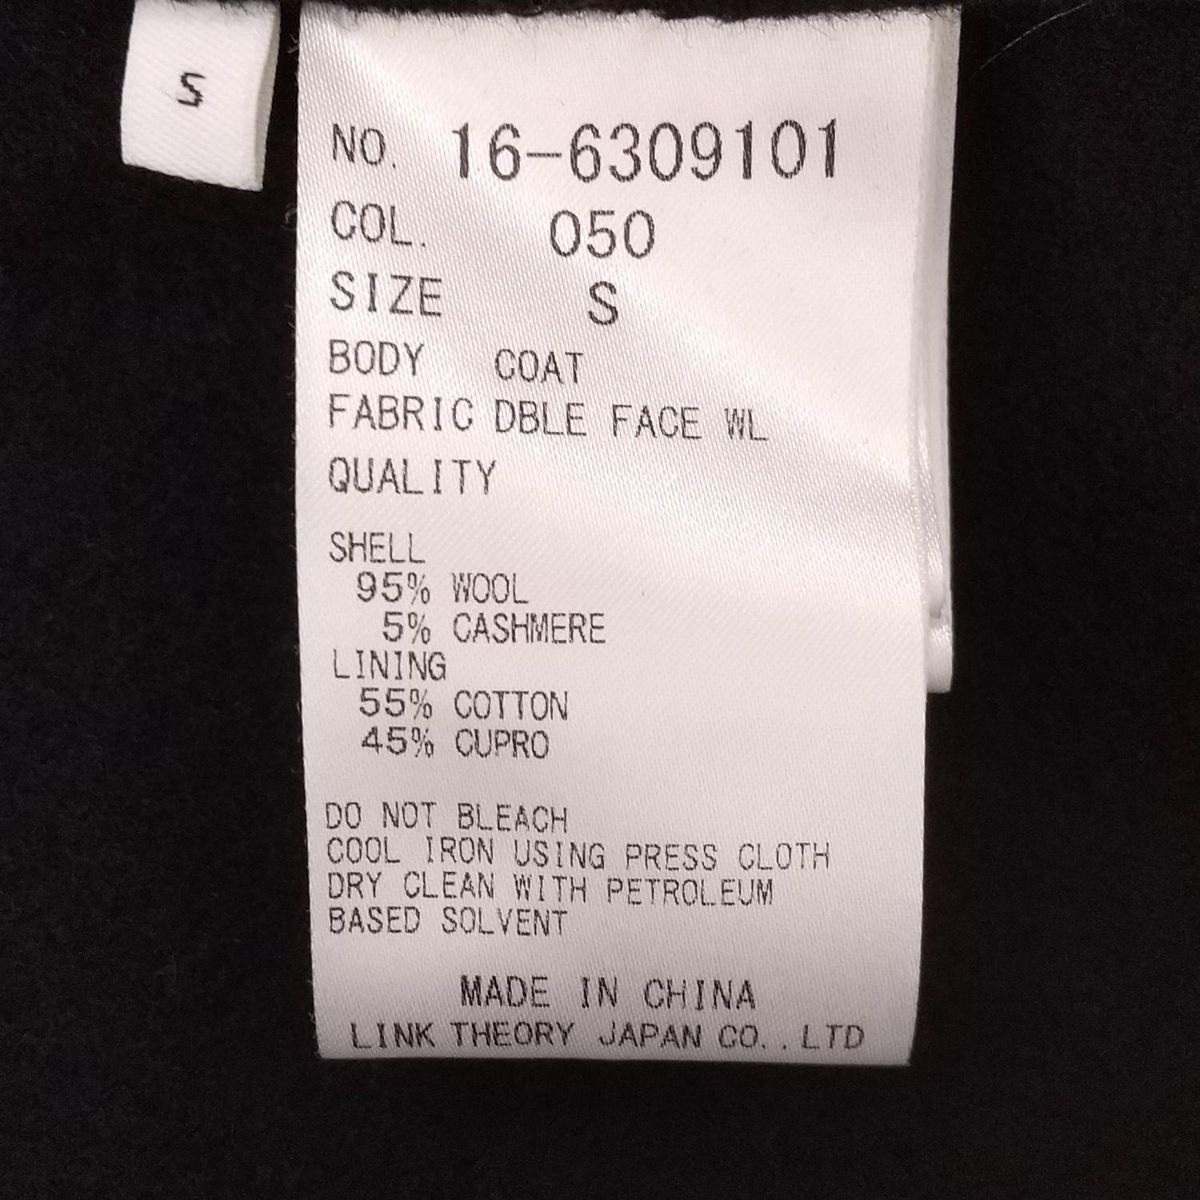 S
NO. 16-6309101
COL. 050
SIZE S
BODY COAT
FABRIC DBLE FACE WL
QUALITY
SHELL
95% WOOL
5% CASHMERE
LINING
55% COTTON
45% CUPRO
DO NOT BLEACH
COOL IRON USING PRESS CLOTH
DRY CLEAN WITH PETROLEUM
BASED SOLVENT
MADE IN CHINA
LINK THEORY JAPAN CO., LTD